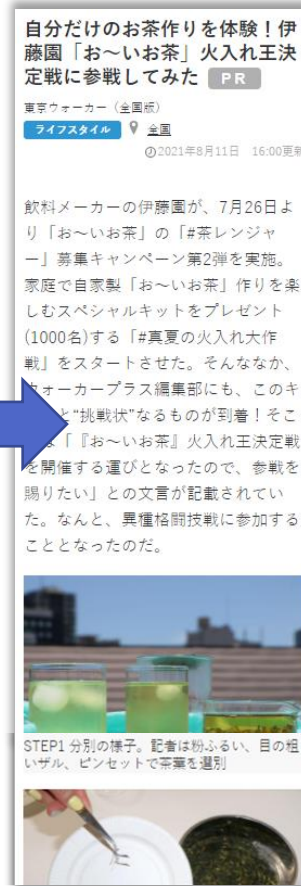 自分だけのお茶作りを体験！伊
藤園「お～いお茶」火入れ王決
定戦に参戦してみた PR
東京ウォーカー（全国版）
ライフスタイル 全国
2021年8月11日 16:00更新
飲料メーカーの伊藤園が、7月26日よ
り「お～いお茶」の「#茶レンジャ
ー」募集キャンペーン第2弾を実施。
家庭で自家製「お～いお茶」作りを楽
しむスペシャルキットをプレゼント
(1000名)する「#真夏の火入れ大作
戦」をスタートさせた。そんななか、
ウォーカープラス編集部にも、このキ
と“挑戦状”なるものが到着！そこ
「『お～いお茶』火入れ王決定戦
を開催する運びとなったので、参戦を
賜りたい」との文言が記載されてい
た。なんと、異種格闘技戦に参加する
こととなったのだ。
STEP1 分別の様子。記者は粉ふるい、目の粗
いザル、ピンセットで茶葉を選別